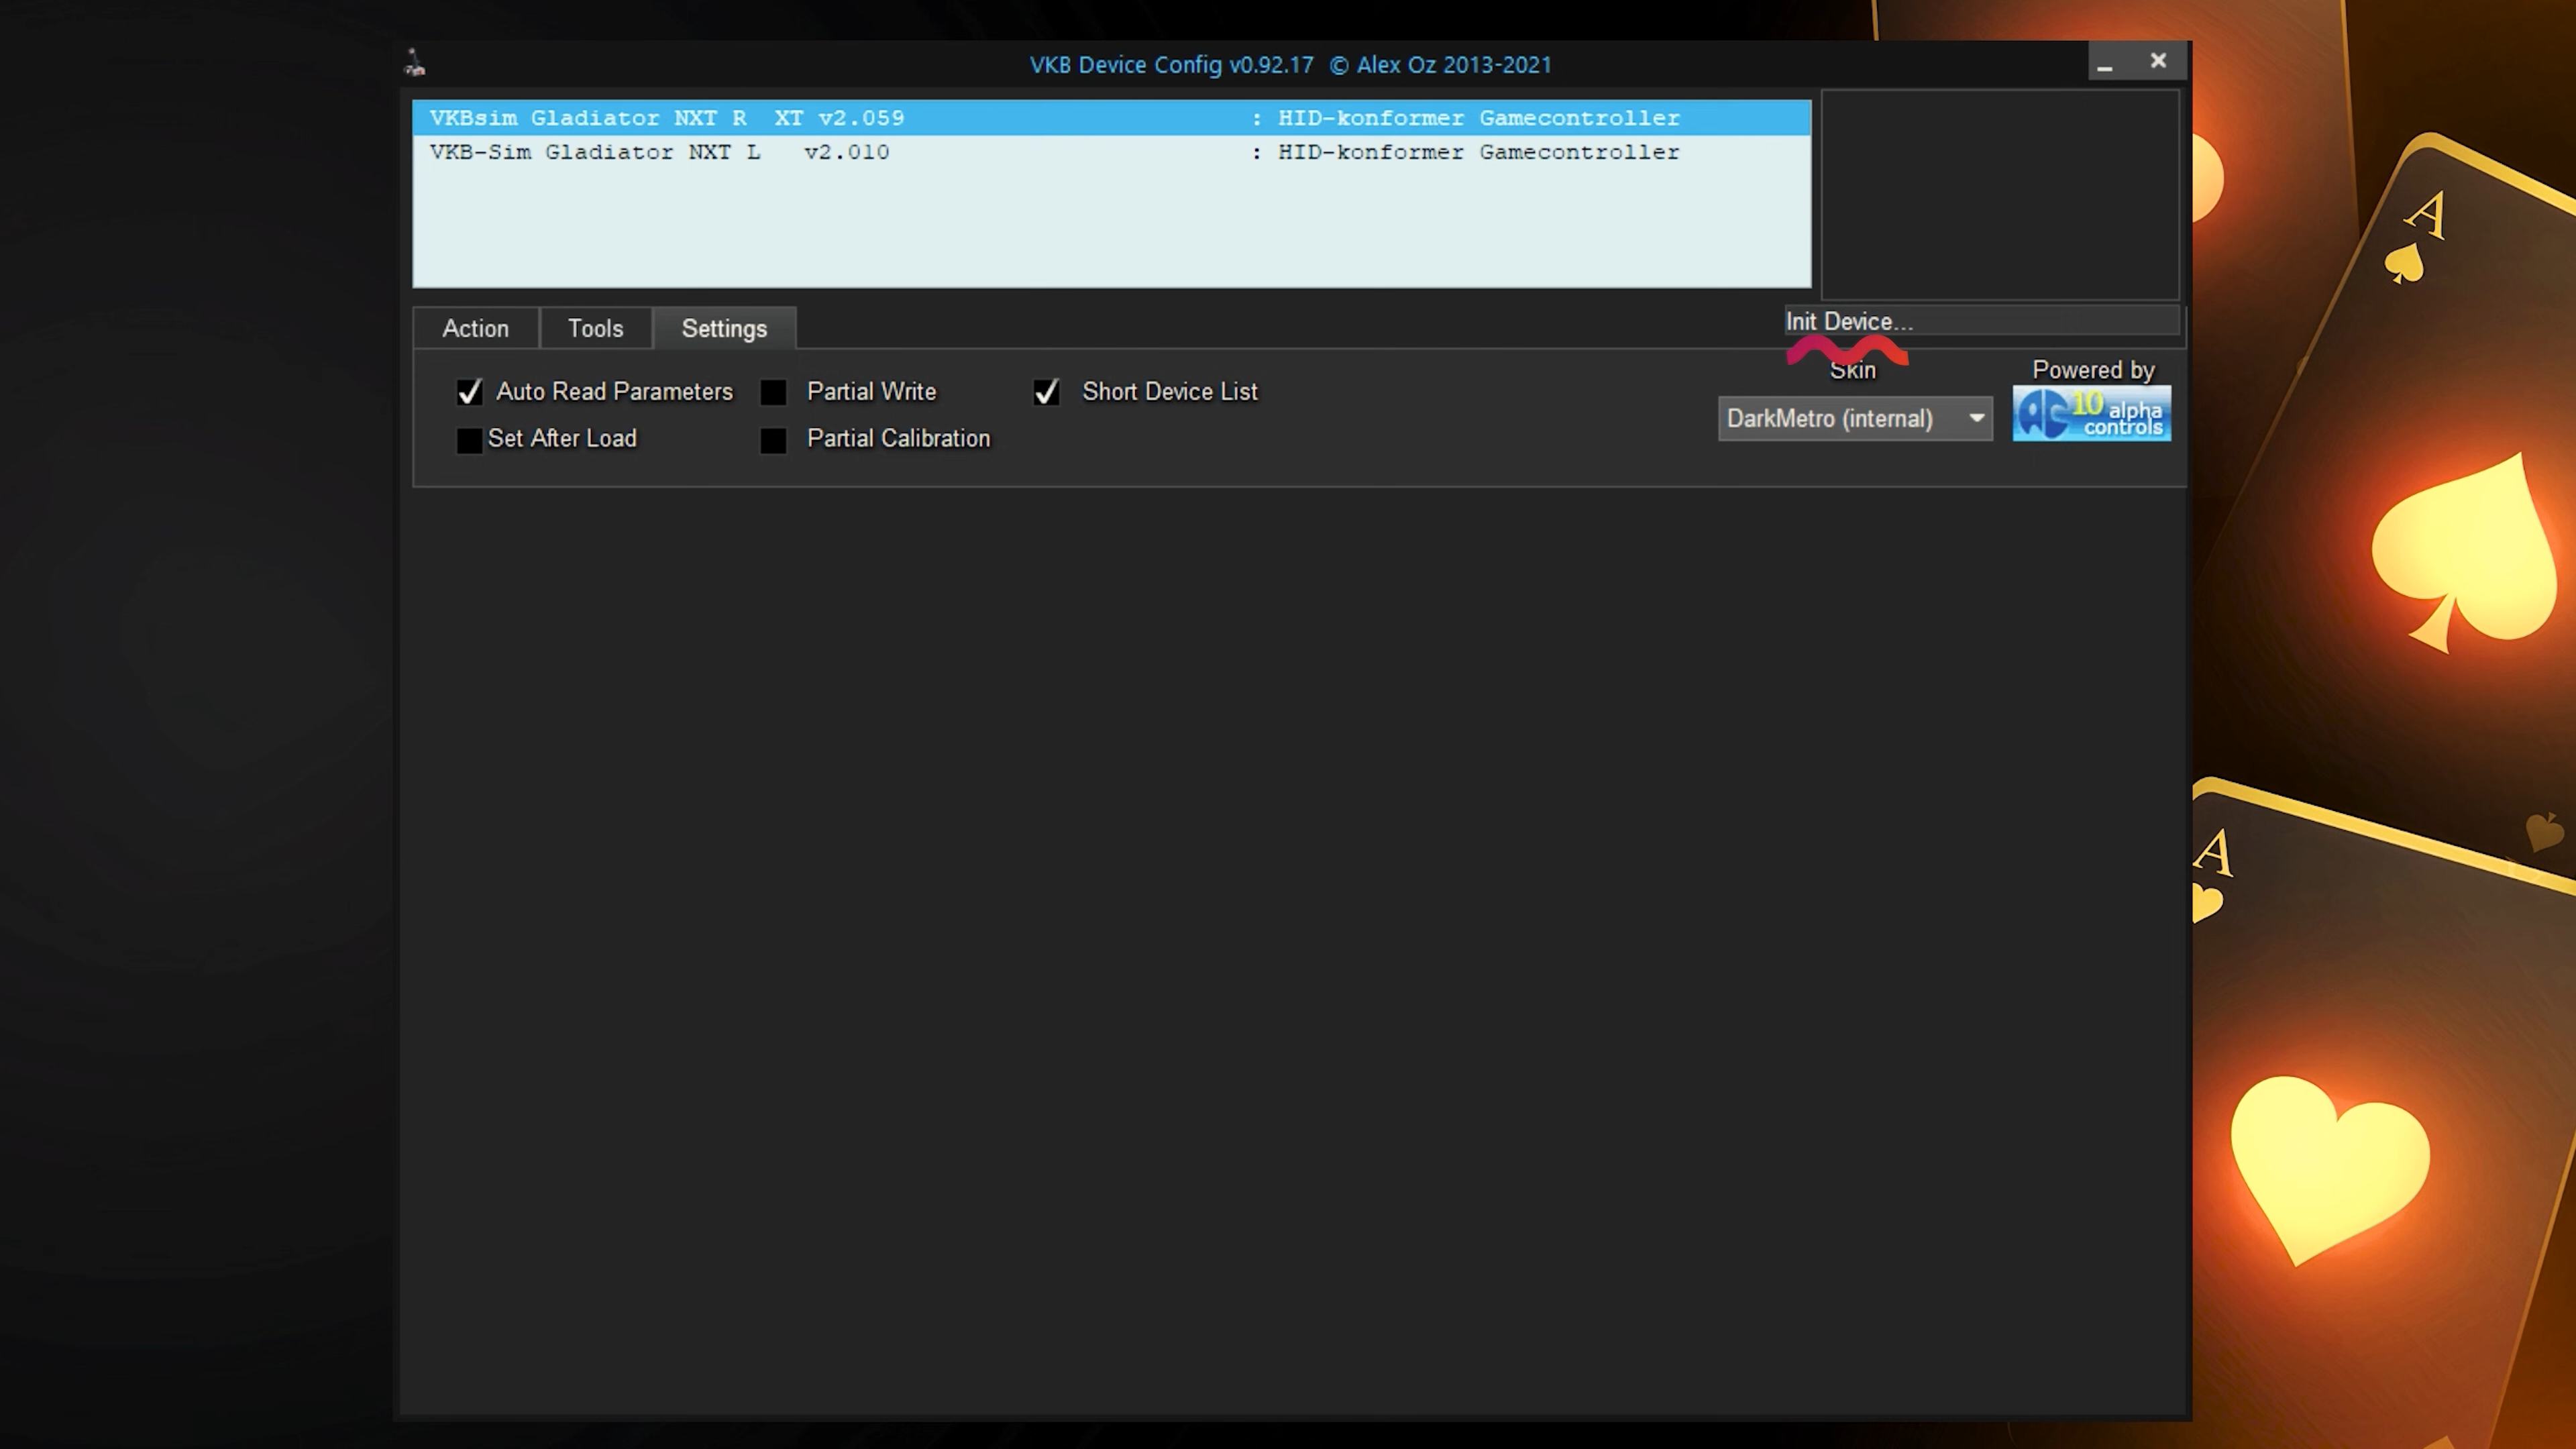 VKB Device Config v0.92.17 © Alex Oz 2013-2021
VKBsim Gladiator NXT R XT v2.059 : HID-konformer Gamecontroller
VKB-Sim Gladiator NXT L v2.010 : HID-konformer Gamecontroller
Action Tools Settings Init Device...
Auto Read Parameters Partial Write Short Device List Skin Powered by
Set After Load Partial Calibration DarkMetro (internal) AC 10 alpha controls
A
A